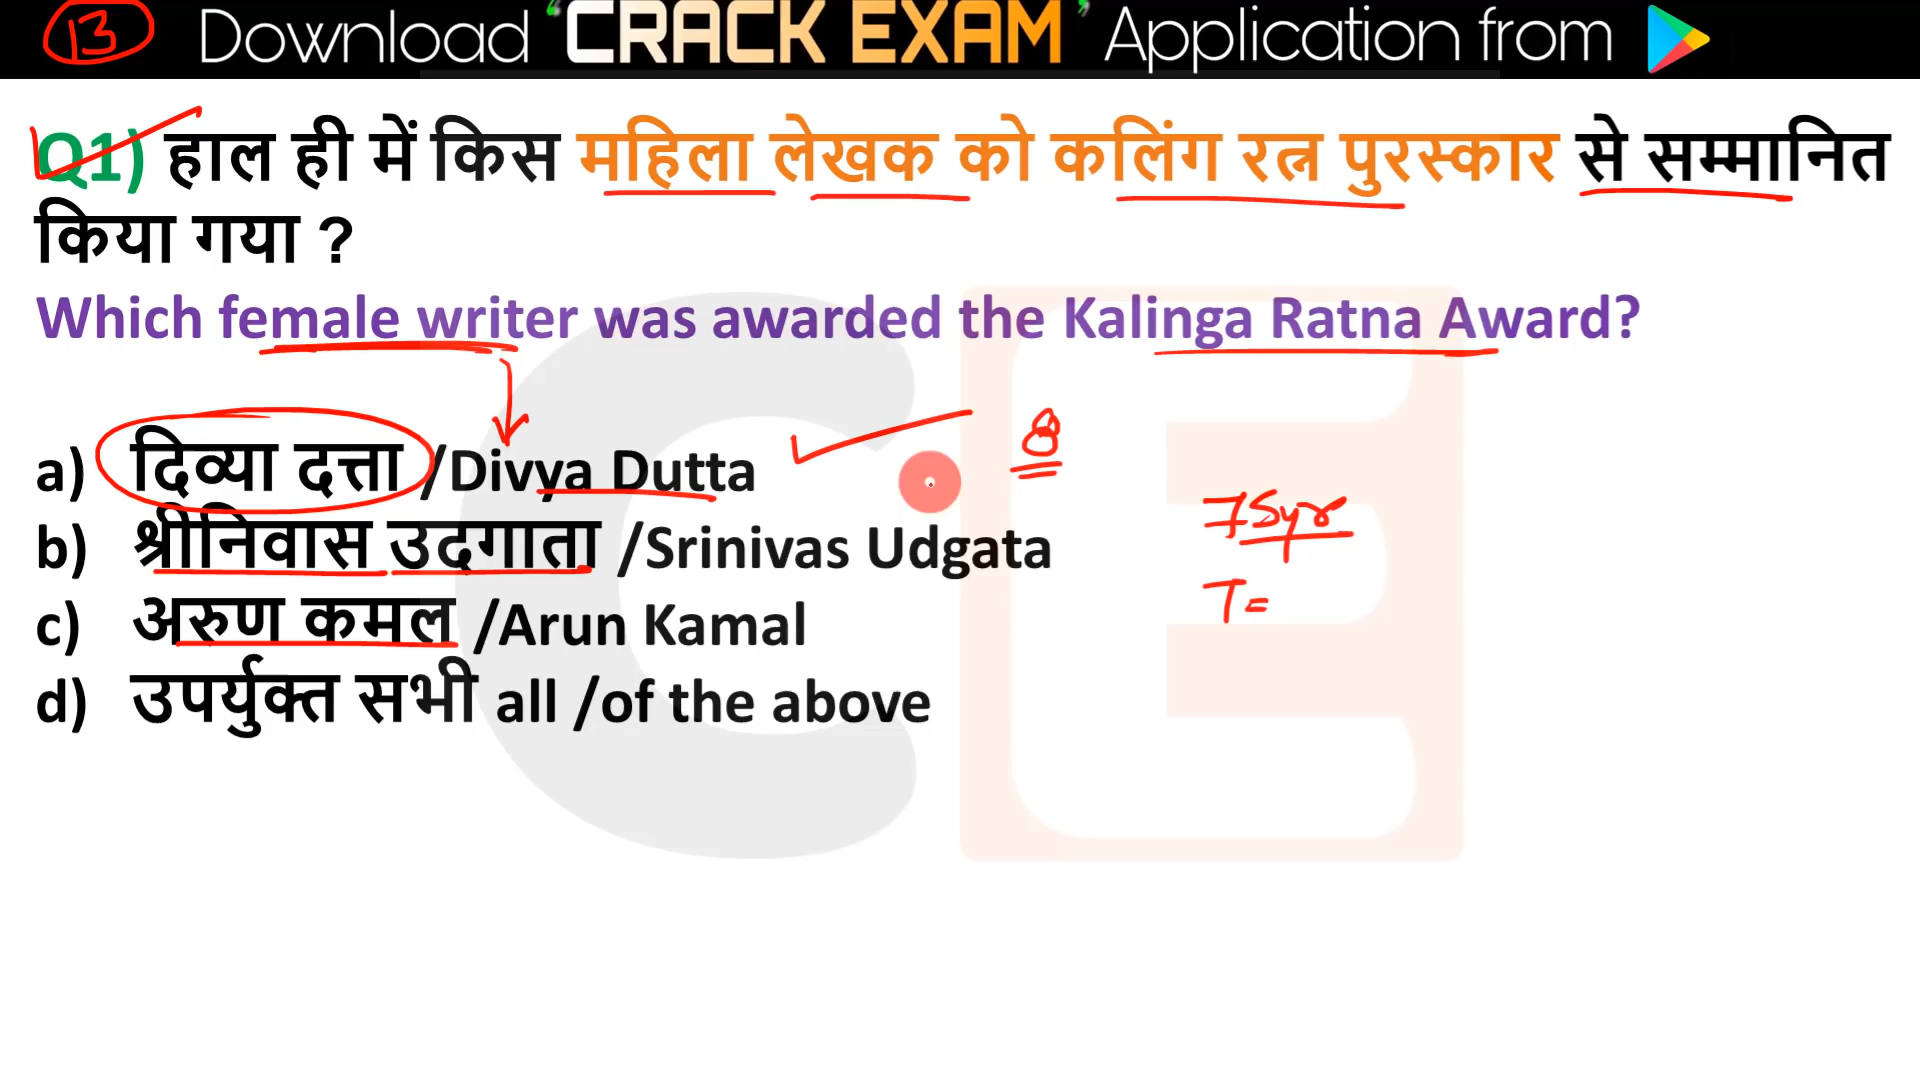 13 Download 'CRACK EXAM' Application from
Q1) हाल ही में किस महिला लेखक को कलिंग रत्न पुरस्कार से सम्मानित
किया गया ?
Which female writer was awarded the Kalinga Ratna Award?
a) दिव्या दत्ता /Divya Dutta
8
b) श्रीनिवास उदगाता /Srinivas Udgata
75yr
c) अरुण कमल /Arun Kamal
T=
d) उपर्युक्त सभी all /of the above
CE